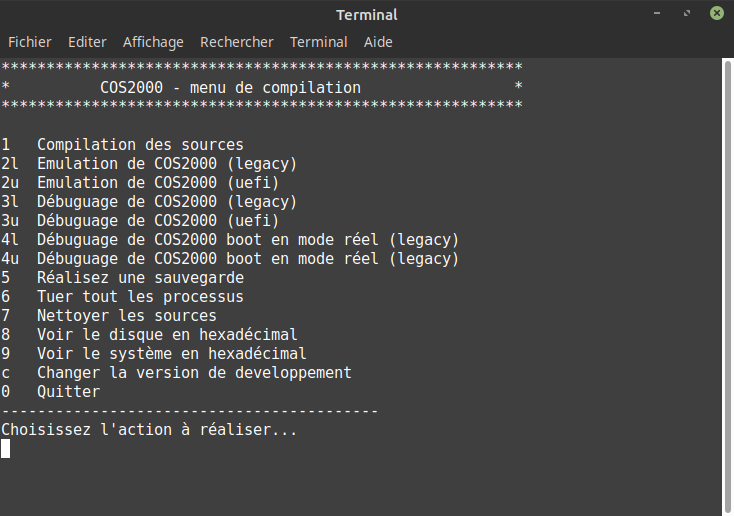 Terminal
Fichier Editer Affichage Rechercher Terminal Aide
**********************************************************
*          COS2000 - menu de compilation                 *
**********************************************************
1   Compilation des sources
2l  Emulation de COS2000 (legacy)
2u  Emulation de COS2000 (uefi)
3l  Débuguage de COS2000 (legacy)
3u  Débuguage de COS2000 (uefi)
4l  Débuguage de COS2000 boot en mode réel (legacy)
4u  Débuguage de COS2000 boot en mode réel (legacy)
5   Réalisez une sauvegarde
6   Tuer tout les processus
7   Nettoyer les sources
8   Voir le disque en hexadécimal
9   Voir le système en hexadécimal
c   Changer la version de developpement
0   Quitter
------------------------------------------
Choisissez l'action à réaliser...